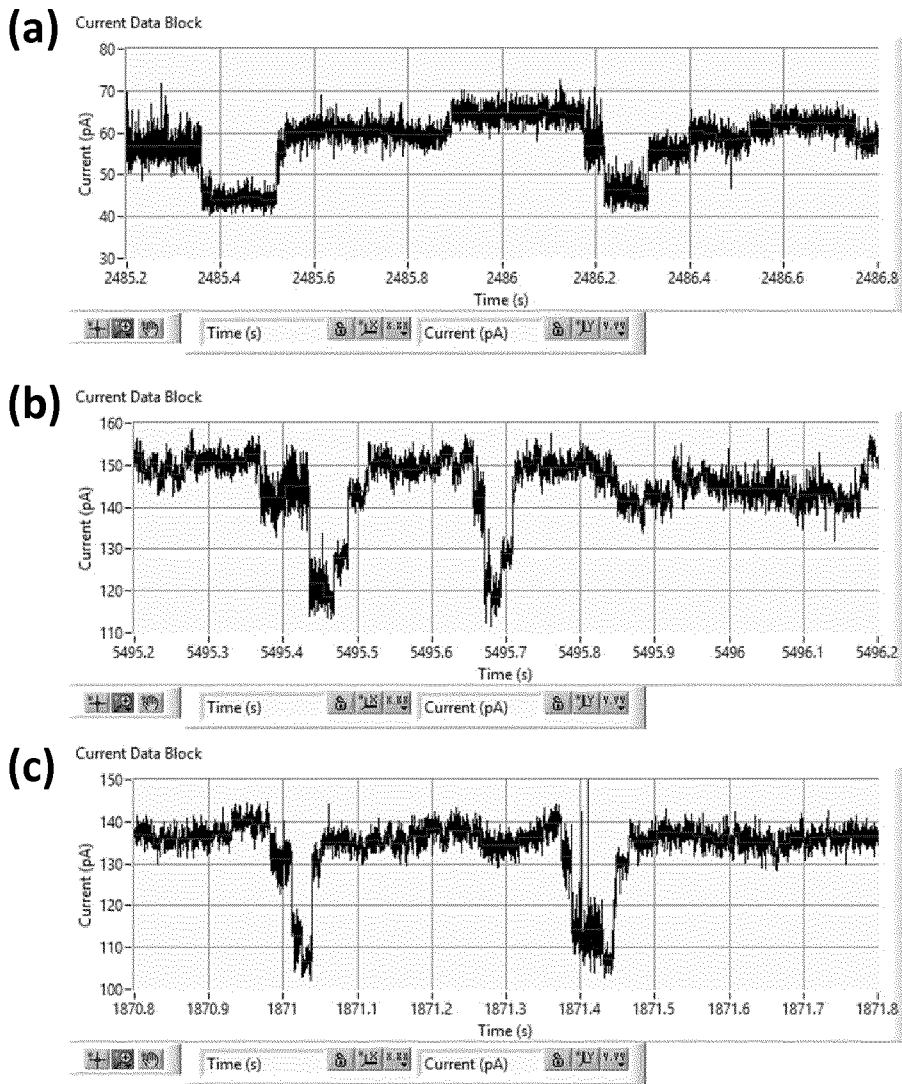 (a)
Current Data Block
80
70
60
50
40
30
Current (pA)
2485.2 2485.4 2485.6 2485.8 2486 2486.2 2486.4 2486.6 2486.8
Time (s)
Time (s) Current (pA)
(b)
Current Data Block
160
150
140
130
120
110
Current (pA)
5495.2 5495.3 5495.4 5495.5 5495.6 5495.7 5495.8 5495.9 5496 5496.1 5496.2
Time (s)
Time (s) Current (pA)
(c)
Current Data Block
150
140
130
120
110
100
Current (pA)
1870.8 1870.9 1871 1871.1 1871.2 1871.3 1871.4 1871.5 1871.6 1871.7 1871.8
Time (s)
Time (s) Current (pA)